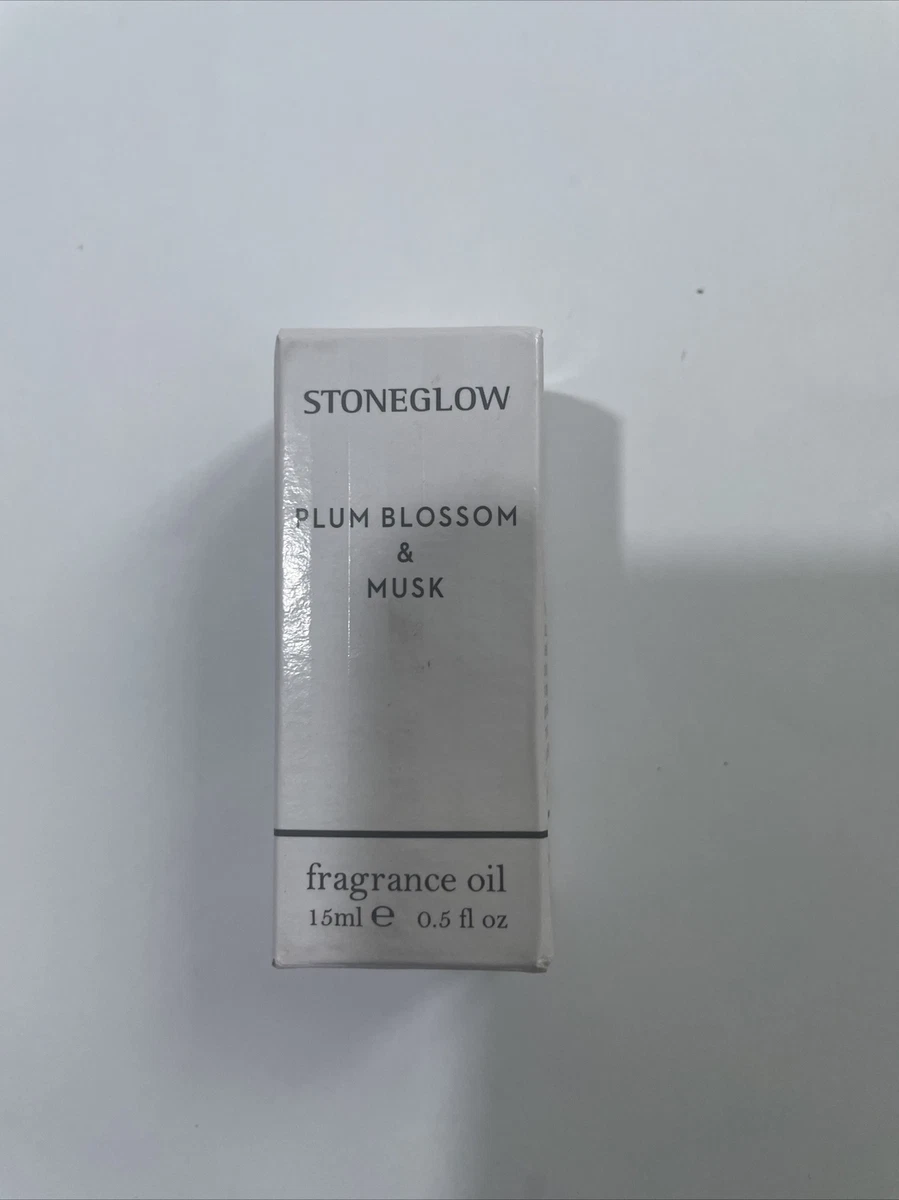 STONEGLOW
PLUM BLOSSOM
&
MUSK
fragrance oil
15ml ℮ 0.5 fl oz